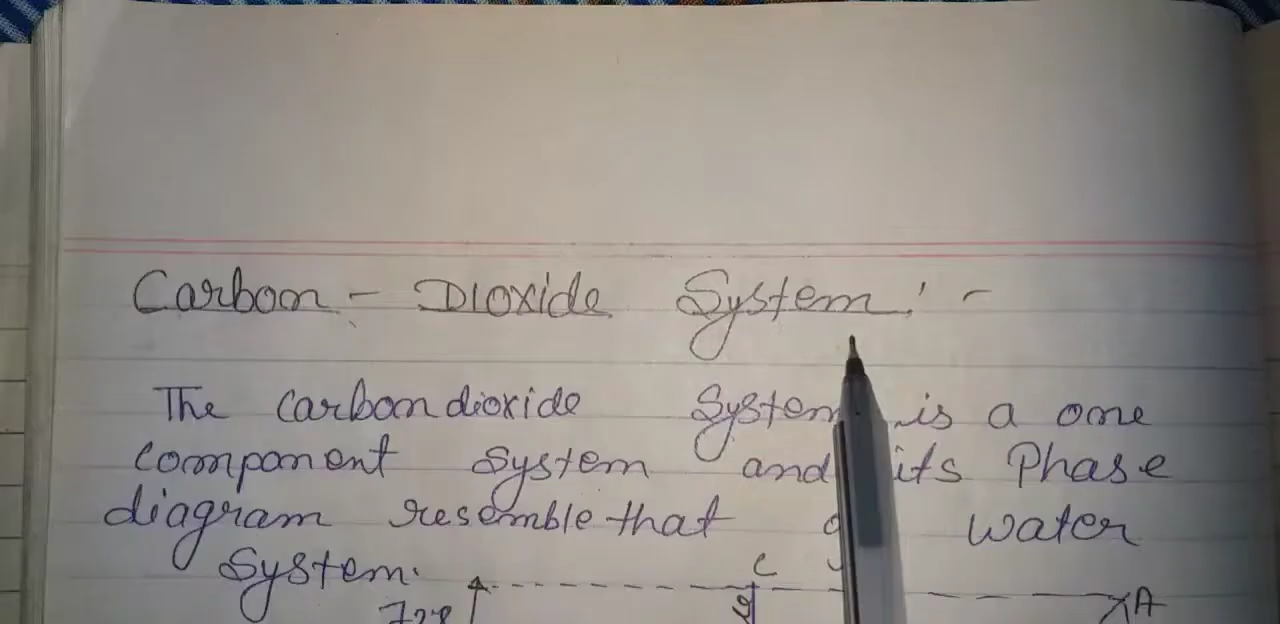 Carbon - Dioxide System: -
The Carbondioxide System is a one
component system and its Phase
diagram resemble that water
System.
C
A